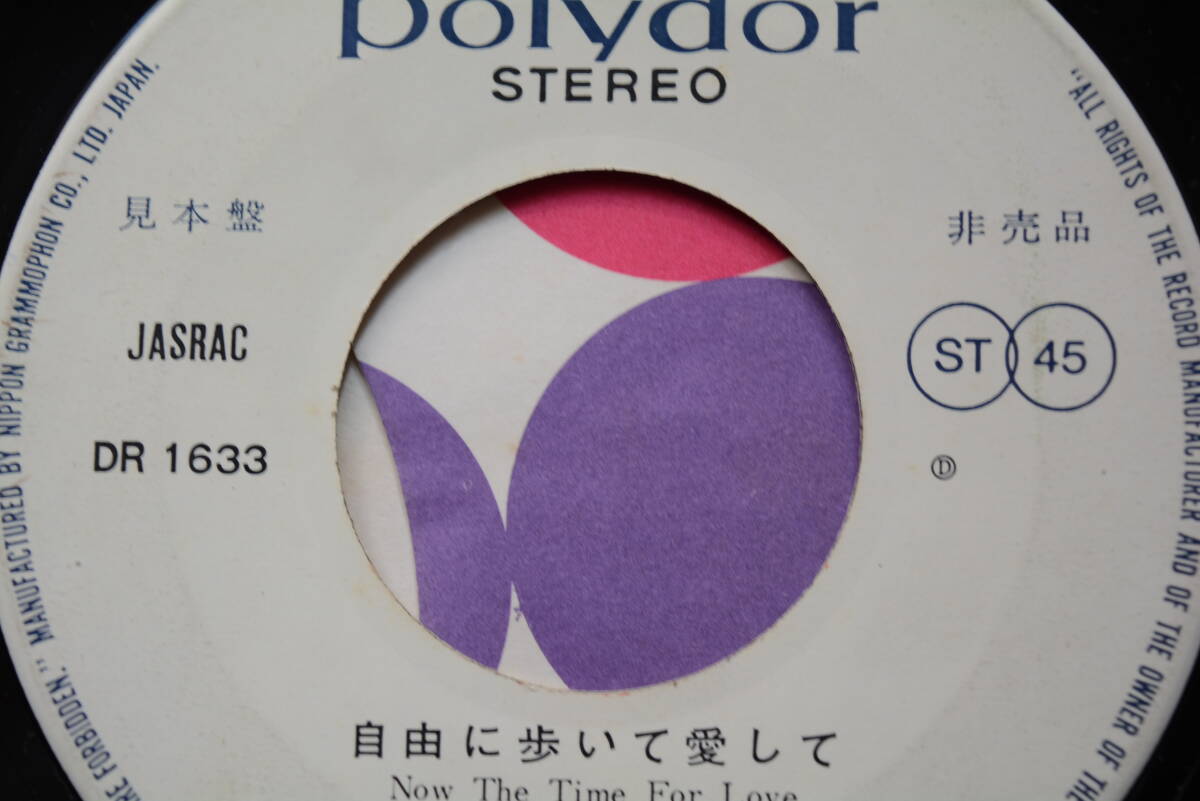 polydor
STEREO
見本盤
非売品
JASRAC
ST 45
DR 1633
Ⓓ
自由に歩いて愛して
Now The Time For Love
"ALL RIGHTS OF THE RECORD MANUFACTURER AND OF THE OWNER OF THE
ARE FORBIDDEN." MANUFACTURED BY NIPPON GRAMMOPHON CO., LTD. JAPAN.